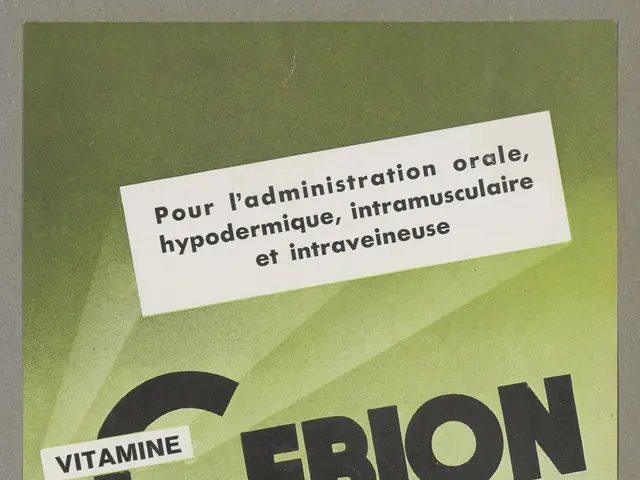 Pour l'administration orale,
hypodermique, intramusculaire
et intraveineuse
CEBION
VITAMINE